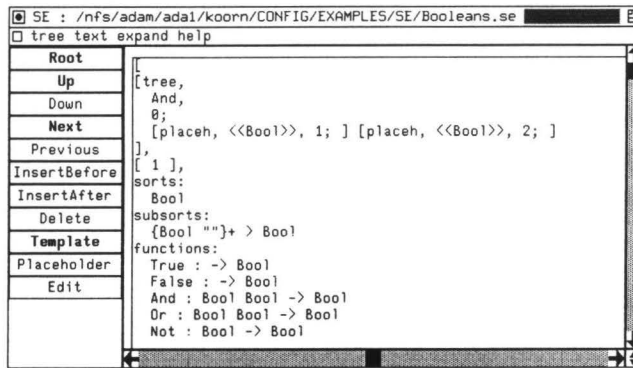 SE : /nfs/adam/ada1/koorn/CONFIG/EXAMPLES/SE/Booleans.se
tree text expand help
Root
Up
Down
Next
Previous
InsertBefore
InsertAfter
Delete
Template
Placeholder
Edit
[
[tree,
And,
0;
[placeh, <<Bool>>, 1; ] [placeh, <<Bool>>, 2; ]
],
[ 1 ],
sorts:
Bool
subsorts:
{Bool ""}+ > Bool
functions:
True : -> Bool
False : -> Bool
And : Bool Bool -> Bool
Or : Bool Bool -> Bool
Not : Bool -> Bool